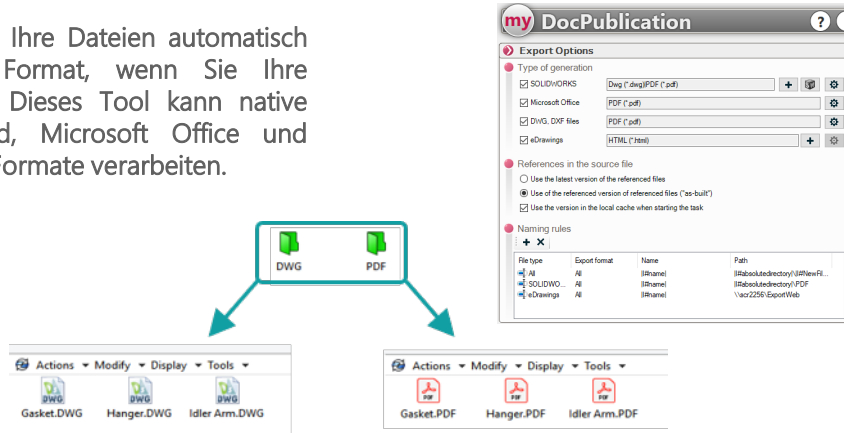 Ihre Dateien automatisch
Format, wenn Sie Ihre
Dieses Tool kann native
Microsoft Office und
Formate verarbeiten.
my DocPublication ?
Export Options
Type of generation
SOLIDWORKS Dwg (*.dwg)|PDF (*.pdf)
Microsoft Office PDF (*.pdf)
DWG, DXF files PDF (*.pdf)
eDrawings HTML (*.html)
References in the source file
Use the latest version of the referenced files
Use of the referenced version of referenced files ("as-built")
Use the version in the local cache when starting the task
Naming rules
File type Export format Name Path
All All ||#name| ||#absolutedirectory|\||#NewFil...
SOLIDWO... All ||#name| ||#absolutedirectory|\PDF
eDrawings All ||#name| \\scr2256\ExportWeb
DWG PDF
Actions Modify Display Tools
DWG DWG DWG
Gasket.DWG Hanger.DWG Idler Arm.DWG
Actions Modify Display Tools
PDF PDF PDF
Gasket.PDF Hanger.PDF Idler Arm.PDF